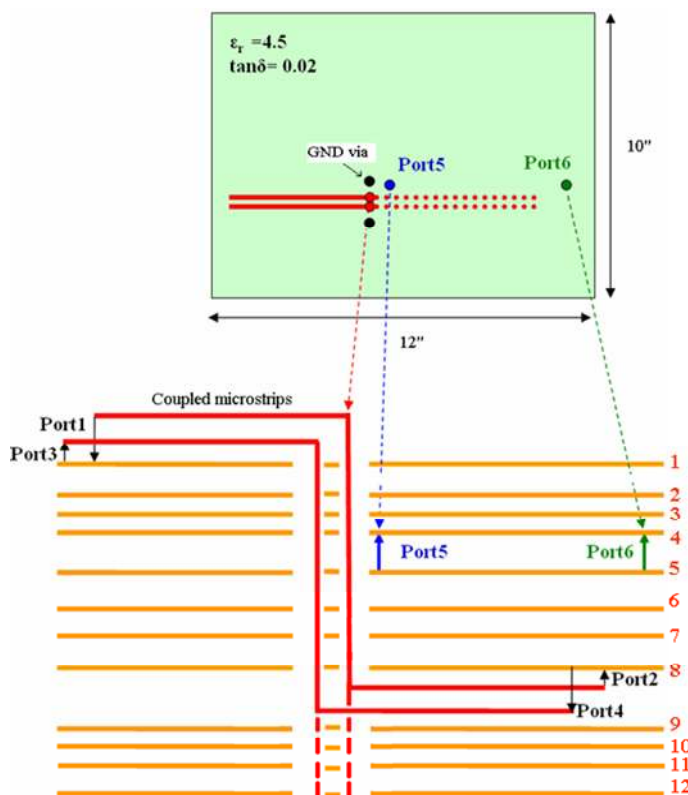 εr =4.5
tanδ= 0.02
GND via
Port5
Port6
10"
12"
Coupled microstrips
Port1
Port3
1
2
3
4
Port5
Port6
5
6
7
8
Port2
Port4
9
10
11
12